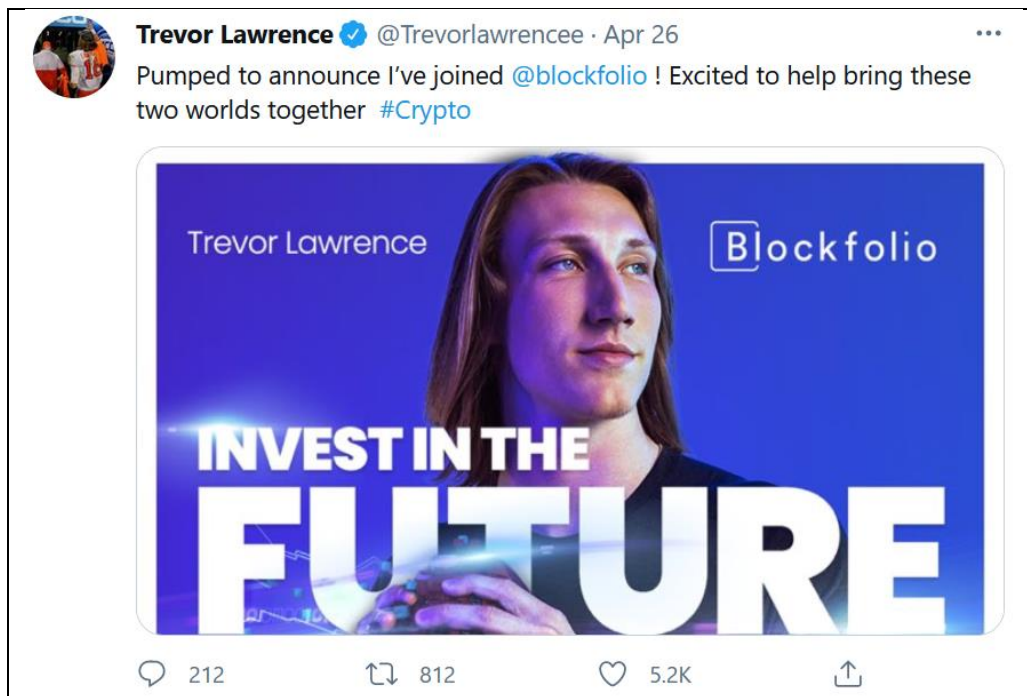 Trevor Lawrence @Trevorlawrencee · Apr 26
Pumped to announce I've joined @blockfolio ! Excited to help bring these
two worlds together #Crypto
Trevor Lawrence
Blockfolio
INVEST IN THE
FUTURE
212 812 5.2K